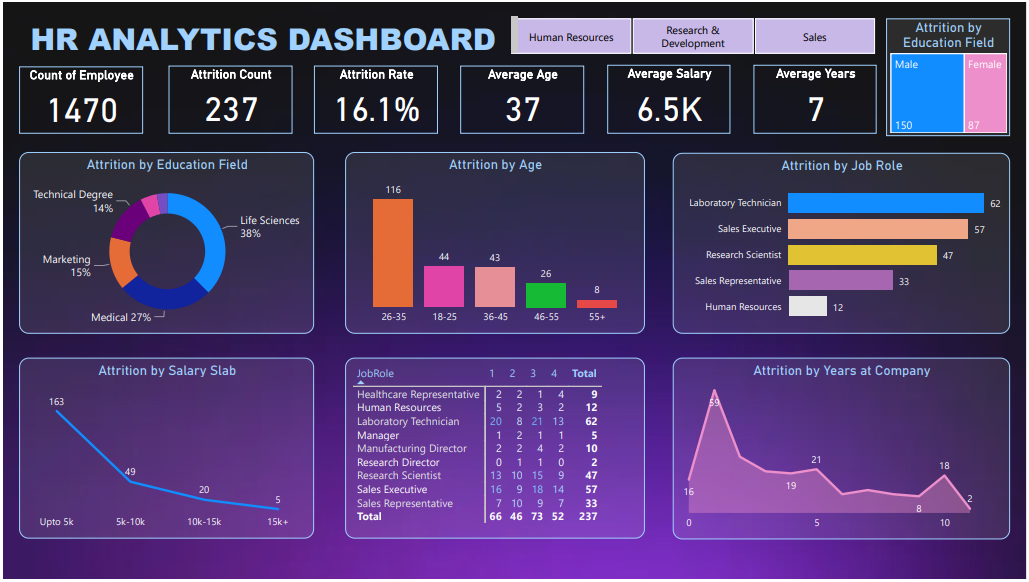 HR ANALYTICS DASHBOARD
Human Resources
Research &
Development
Sales
Attrition by
Education Field
Male
Female
150
87
Count of Employee
1470
Attrition Count
237
Attrition Rate
16.1%
Average Age
37
Average Salary
6.5K
Average Years
7
Attrition by Education Field
Technical Degree
14%
Life Sciences
38%
Marketing
15%
Medical 27%
Attrition by Age
116
44
43
26
8
26-35
18-25
36-45
46-55
55+
Attrition by Job Role
Laboratory Technician 62
Sales Executive 57
Research Scientist 47
Sales Representative 33
Human Resources 12
Attrition by Salary Slab
163
49
20
5
Upto 5k
5k-10k
10k-15k
15k+
JobRole 1 2 3 4 Total
Healthcare Representative 2 2 1 4 9
Human Resources 5 2 3 2 12
Laboratory Technician 20 8 21 13 62
Manager 1 2 1 1 5
Manufacturing Director 2 2 4 2 10
Research Director 0 1 1 0 2
Research Scientist 13 10 15 9 47
Sales Executive 16 9 18 14 57
Sales Representative 7 10 9 7 33
Total 66 46 73 52 237
Attrition by Years at Company
59
16
19
21
8
18
2
0
5
10